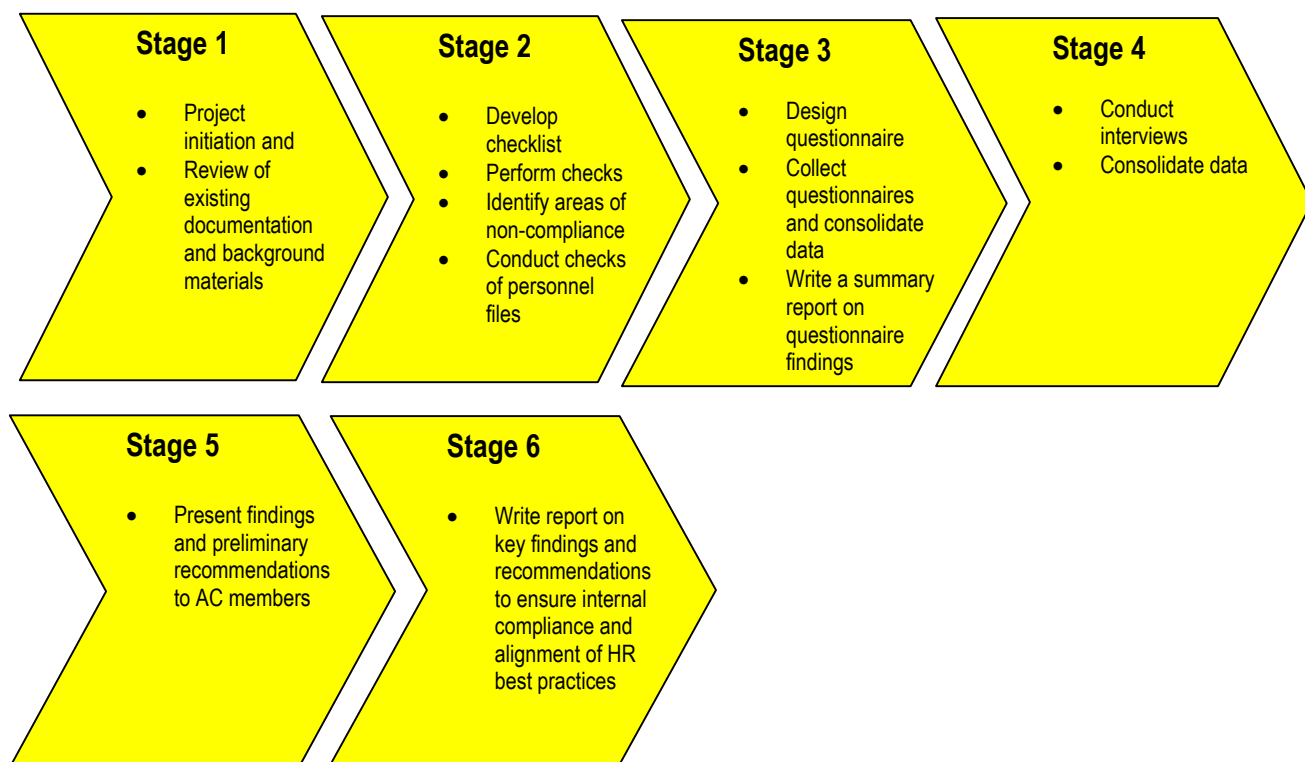 Stage 1
• Project
initiation and
• Review of
existing
documentation
and background
materials
Stage 2
• Develop
checklist
• Perform checks
• Identify areas of
non-compliance
• Conduct checks
of personnel
files
Stage 3
• Design
questionnaire
• Collect
questionnaires
and consolidate
data
• Write a summary
report on
questionnaire
findings
Stage 4
• Conduct
interviews
• Consolidate data
Stage 5
• Present findings
and preliminary
recommendations
to AC members
Stage 6
• Write report on
key findings and
recommendations
to ensure internal
compliance and
alignment of HR
best practices